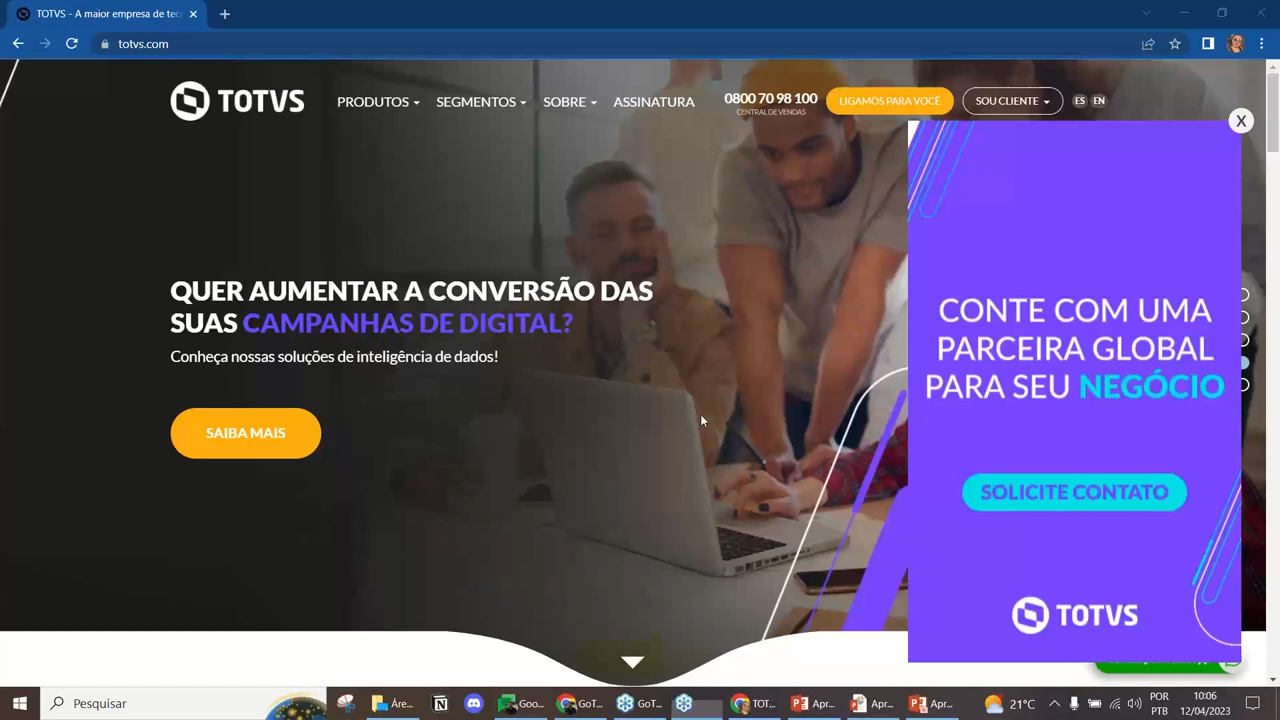 TOTVS - A maior empresa de tec
totvs.com
TOTVS
PRODUTOS
SEGMENTOS
SOBRE
ASSINATURA
0800 70 98 100
CENTRAL DE VENDAS
LIGAMOS PARA VOCÊ
SOU CLIENTE
ES
EN
X
QUER AUMENTAR A CONVERSÃO DAS
SUAS CAMPANHAS DE DIGITAL?
Conheça nossas soluções de inteligência de dados!
SAIBA MAIS
CONTE COM UMA
PARCEIRA GLOBAL
PARA SEU NEGÓCIO
SOLICITE CONTATO
TOTVS
Pesquisar
Áre...
Goo...
GoT...
GoT...
TOT...
Apr...
Apr...
Apr...
21°C
POR
PTB
10:06
12/04/2023